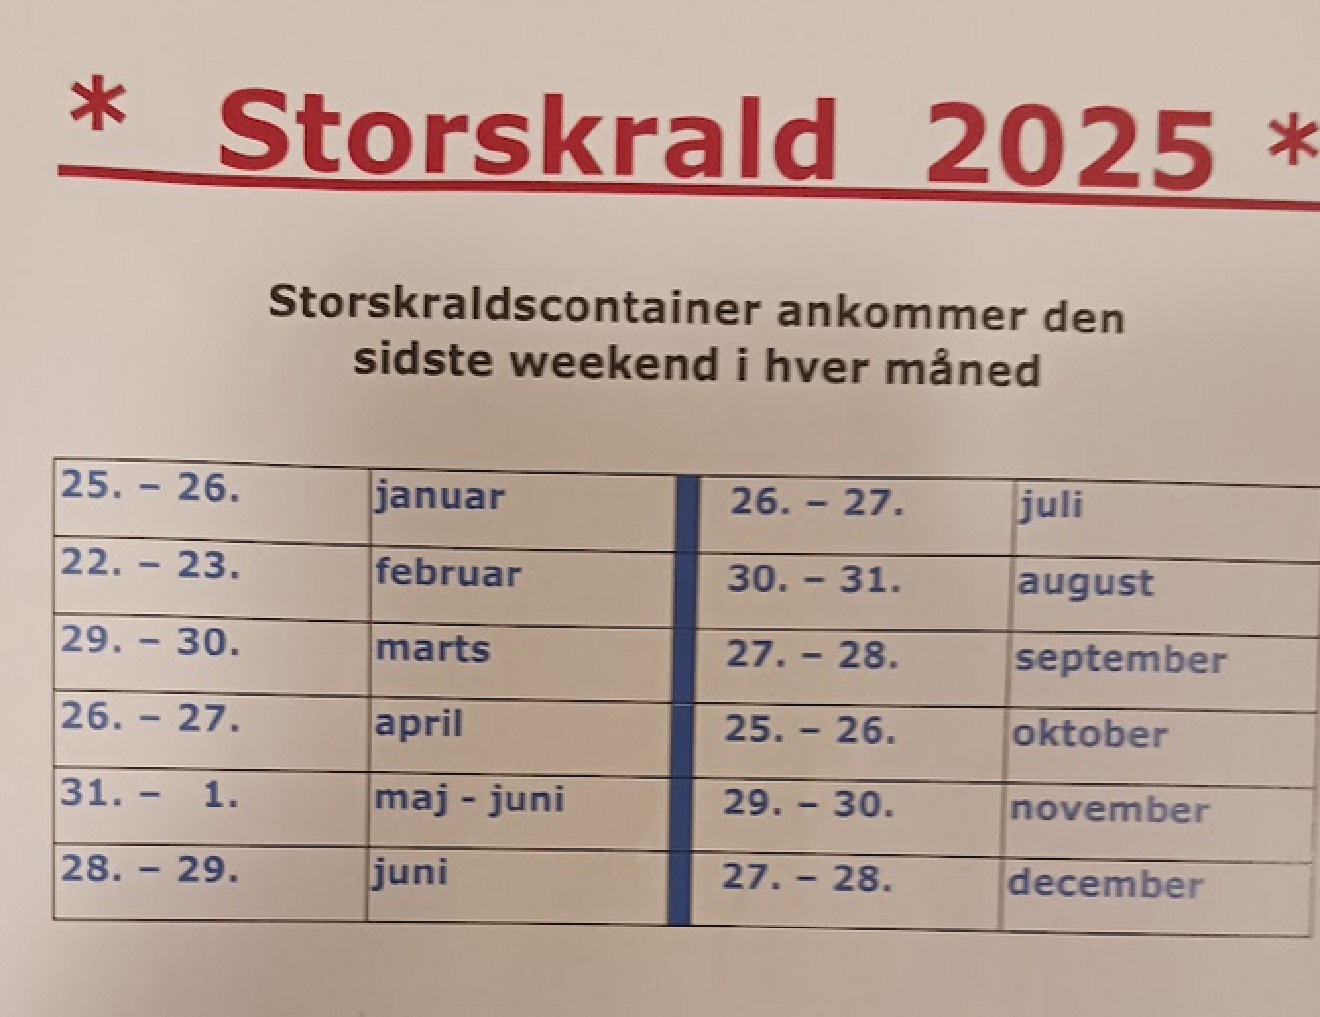 * Storskrald 2025 *
Storskraldscontainer ankommer den
sidste weekend i hver måned
25. – 26. januar 26. – 27. juli
22. – 23. februar 30. – 31. august
29. – 30. marts 27. – 28. september
26. – 27. april 25. – 26. oktober
31. – 1. maj - juni 29. – 30. november
28. – 29. juni 27. – 28. december